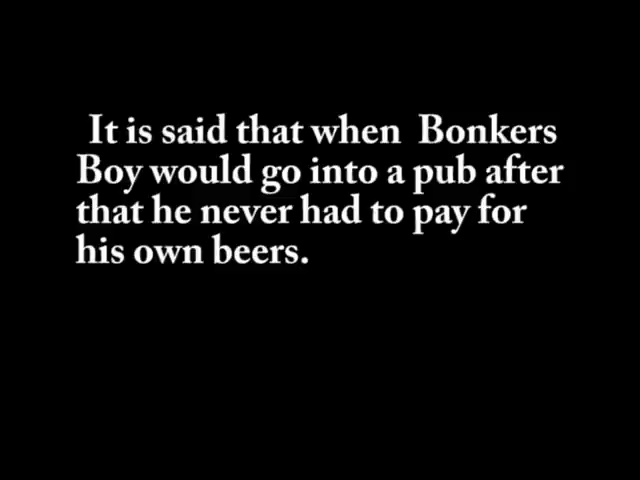 It is said that when Bonkers
Boy would go into a pub after
that he never had to pay for
his own beers.